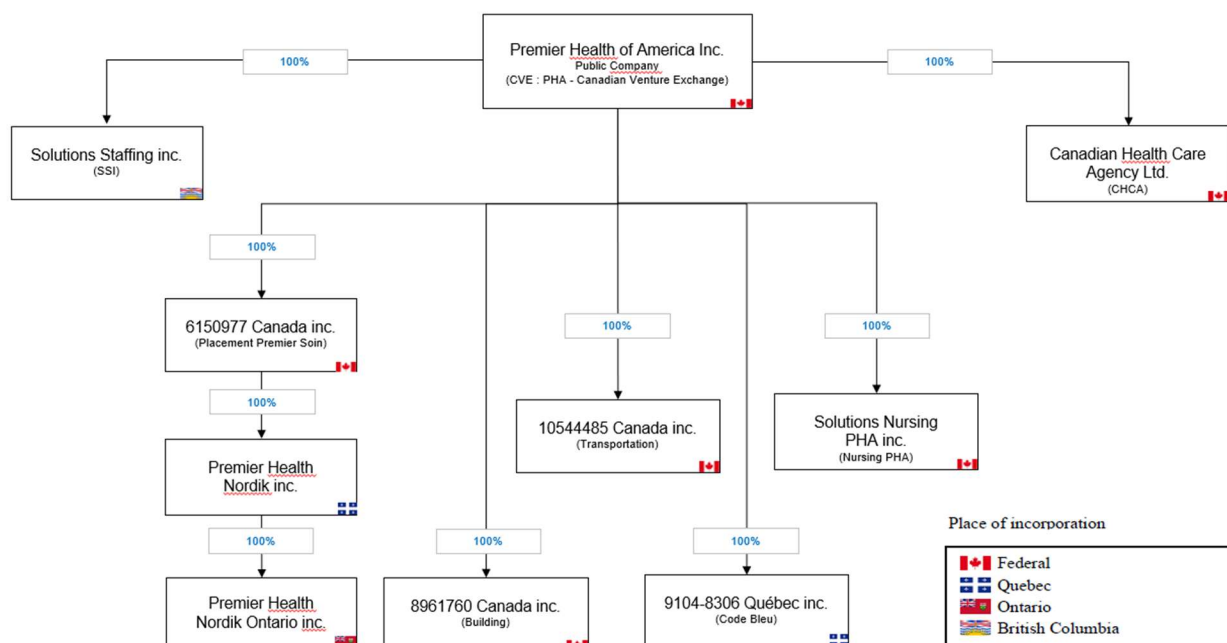 Premier Health of America Inc.
Public Company
(CVE : PHA - Canadian Venture Exchange)
100%
100%
Solutions Staffing inc.
(SSI)
Canadian Health Care
Agency Ltd.
(CHCA)
100%
6150977 Canada inc.
(Placement Premier Soin)
100%
100%
100%
Premier Health
Nordik inc.
10544485 Canada inc.
(Transportation)
Solutions Nursing
PHA inc.
(Nursing PHA)
100%
100%
100%
Premier Health
Nordik Ontario inc.
8961760 Canada inc.
(Building)
9104-8306 Québec inc.
(Code Bleu)
Place of incorporation
Federal
Quebec
Ontario
British Columbia